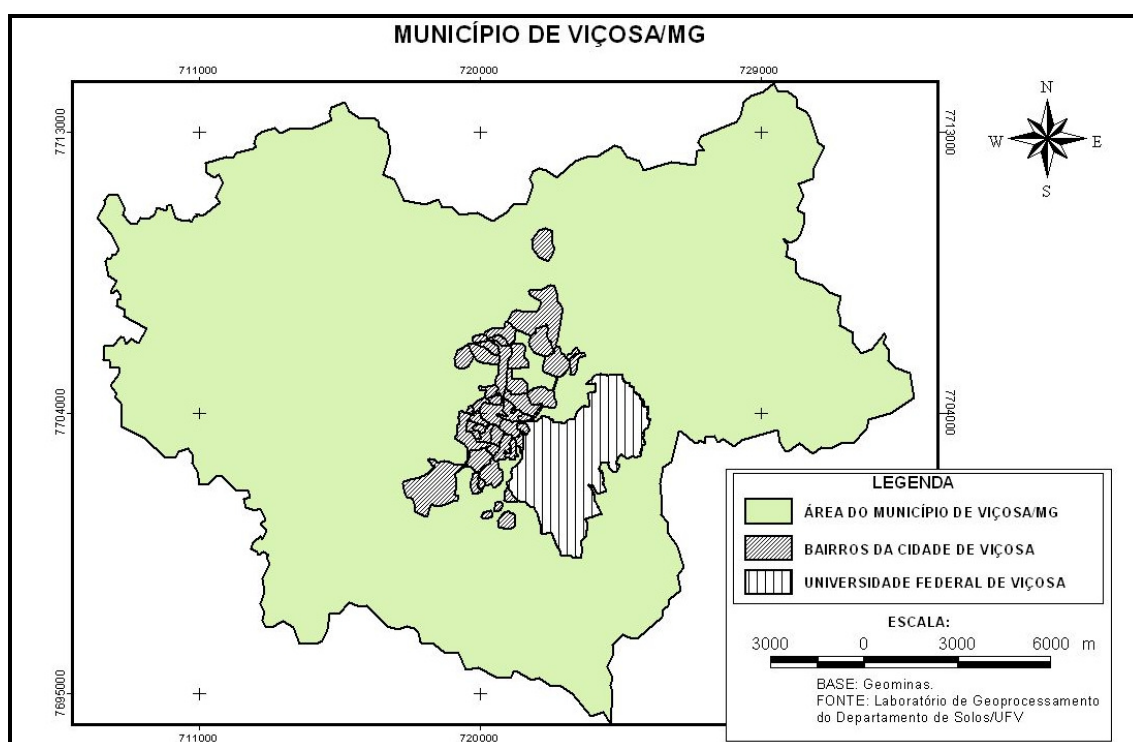 MUNICÍPIO DE VIÇOSA/MG
711000 720000 729000
N
W E
S
7713000 7713000
7704000 7704000
7695000
LEGENDA
ÁREA DO MUNICÍPIO DE VIÇOSA/MG
BAIRROS DA CIDADE DE VIÇOSA
UNIVERSIDADE FEDERAL DE VIÇOSA
ESCALA:
3000 0 3000 6000 m
BASE: Geominas.
FONTE: Laboratório de Geoprocessamento
do Departamento de Solos/UFV
711000 720000